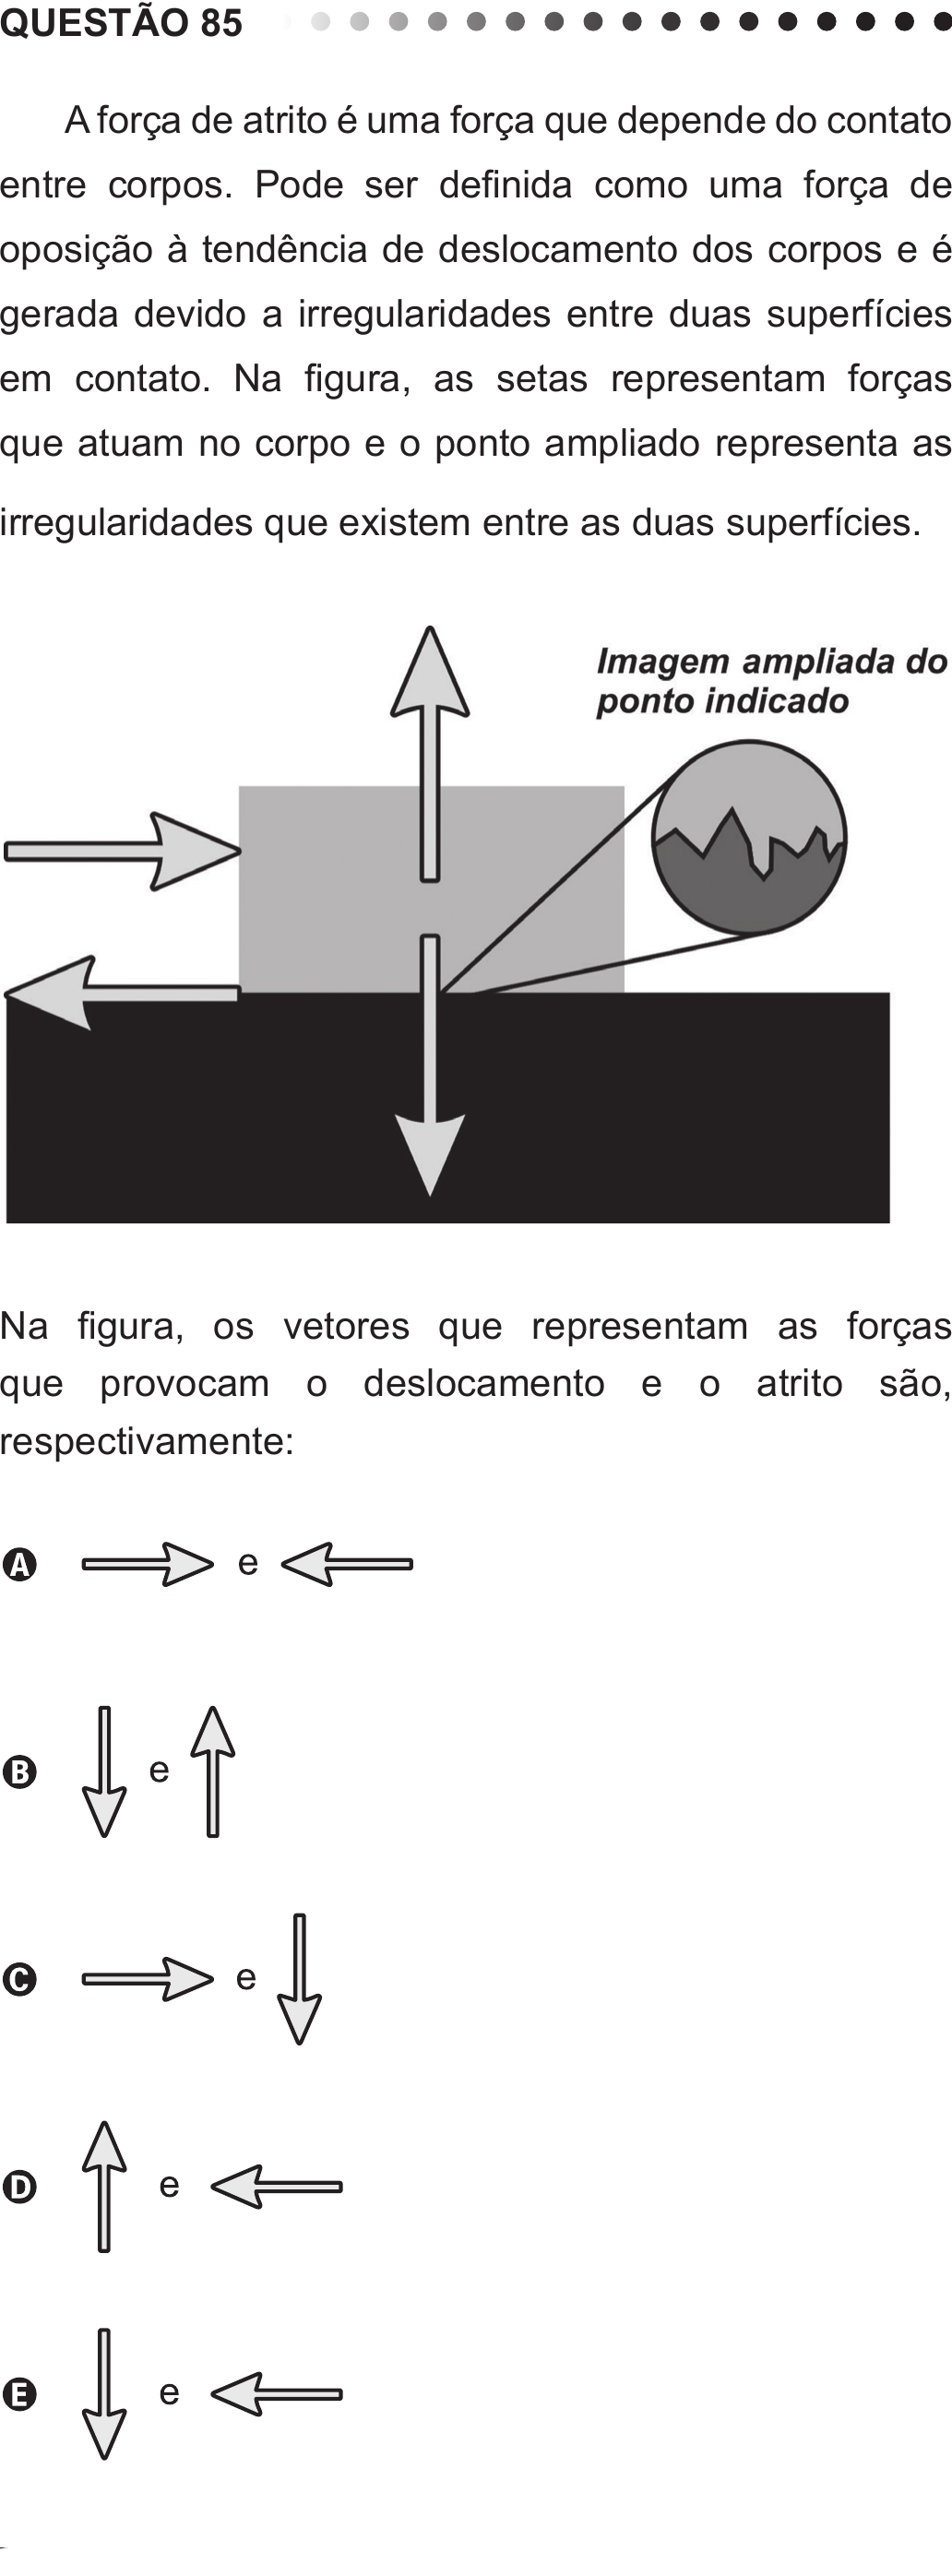 QUESTÃO 85
A força de atrito é uma força que depende do contato
entre corpos. Pode ser definida como uma força de
oposição à tendência de deslocamento dos corpos e é
gerada devido a irregularidades entre duas superfícies
em contato. Na figura, as setas representam forças
que atuam no corpo e o ponto ampliado representa as
irregularidades que existem entre as duas superfícies.
Imagem ampliada do
ponto indicado
Na figura, os vetores que representam as forças
que provocam o deslocamento e o atrito são,
respectivamente:
A e
B e
C e
D e
E e